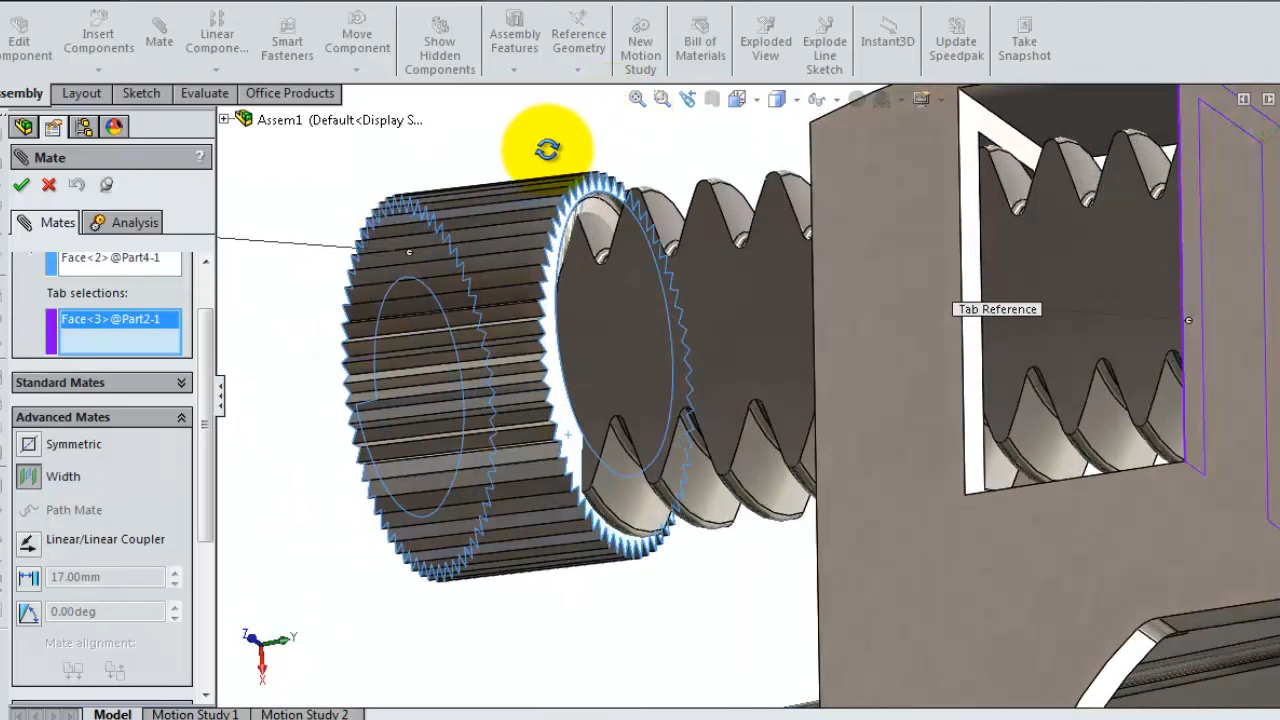 Edit
Component
Insert
Components
Mate
Linear
Compone...
Smart
Fasteners
Move
Component
Show
Hidden
Components
Assembly
Features
Reference
Geometry
New
Motion
Study
Bill of
Materials
Exploded
View
Explode
Line
Sketch
Instant3D
Update
Speedpak
Take
Snapshot
sembly
Layout
Sketch
Evaluate
Office Products
Assem1 (Default<Display S...
Mate
?
Mates
Analysis
Face<2>@Part4-1
Tab selections:
Face<3>@Part2-1
Tab Reference
Standard Mates
Advanced Mates
Symmetric
Width
Path Mate
Linear/Linear Coupler
17.00mm
0.00deg
Mate alignment:
Z
Y
X
Model
Motion Study 1
Motion Study 2